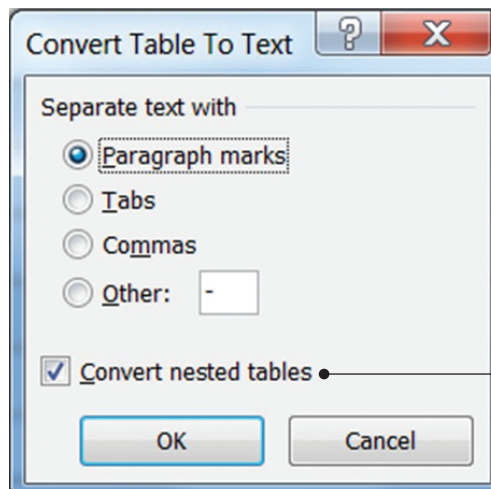 Convert Table To Text
Separate text with
Paragraph marks
Tabs
Commas
Other: -
Convert nested tables
OK Cancel